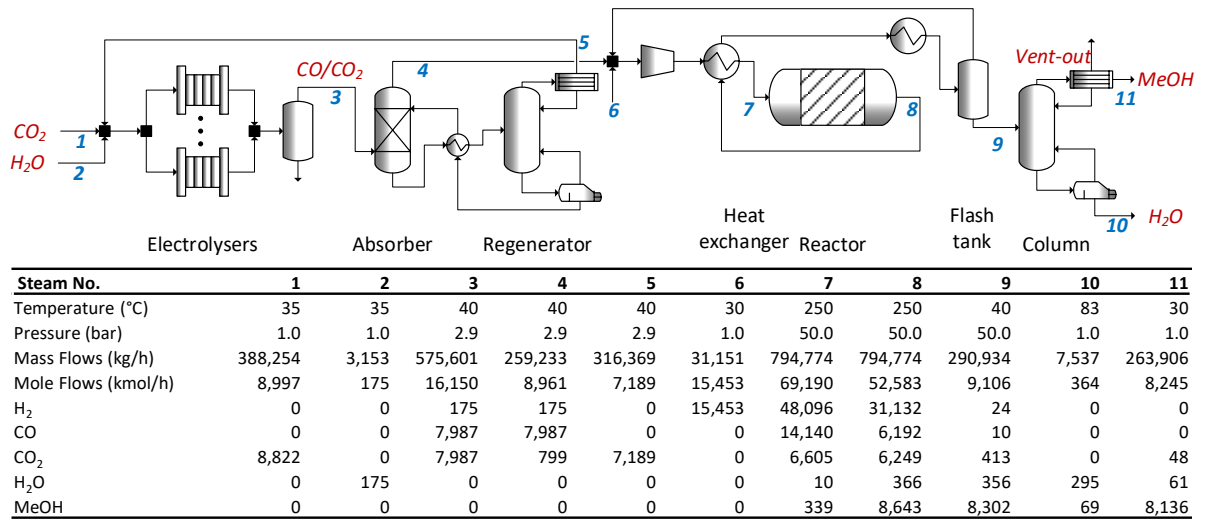 5
CO/CO2
4
3
Vent-out
MeOH
11
6
7
8
CO2
1
H2O
2
9
H2O
10
Electrolysers
Absorber
Regenerator
Heat
exchanger
Reactor
Flash
tank
Column
Steam No. 1 2 3 4 5 6 7 8 9 10 11
Temperature (°C) 35 35 40 40 40 30 250 250 40 83 30
Pressure (bar) 1.0 1.0 2.9 2.9 2.9 1.0 50.0 50.0 50.0 1.0 1.0
Mass Flows (kg/h) 388,254 3,153 575,601 259,233 316,369 31,151 794,774 794,774 290,934 7,537 263,906
Mole Flows (kmol/h) 8,997 175 16,150 8,961 7,189 15,453 69,190 52,583 9,106 364 8,245
H2 0 0 175 175 0 15,453 48,096 31,132 24 0 0
CO 0 0 7,987 7,987 0 0 14,140 6,192 10 0 0
CO2 8,822 0 7,987 799 7,189 0 6,605 6,249 413 0 48
H2O 0 175 0 0 0 0 10 366 356 295 61
MeOH 0 0 0 0 0 0 339 8,643 8,302 69 8,136